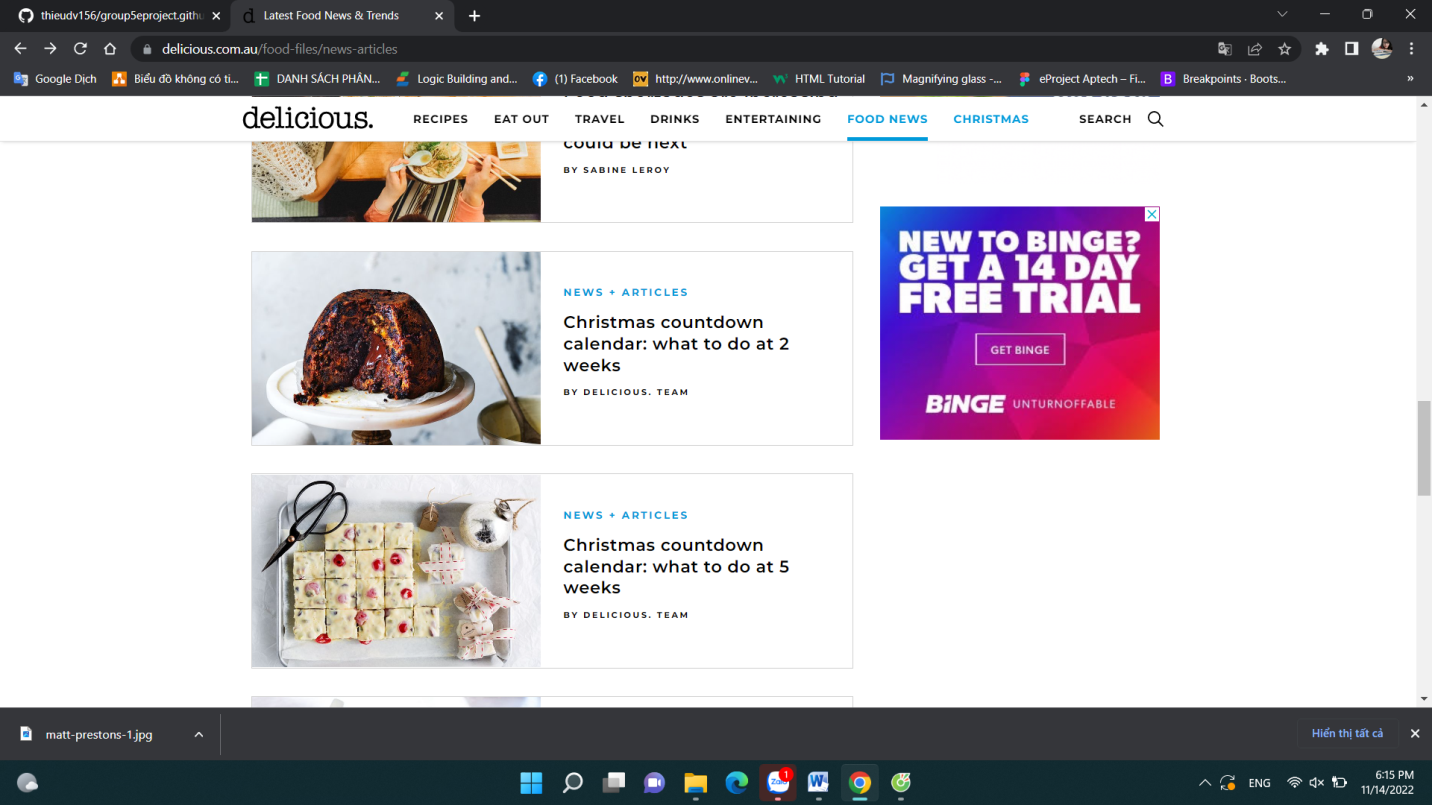 thieudv156/group5eproject.githu
Latest Food News & Trends
delicious.com.au/food-files/news-articles
Google Dịch
Biểu đồ không có ti...
DANH SÁCH PHÂN...
Logic Building and...
(1) Facebook
http://www.onlinev...
HTML Tutorial
Magnifying glass -...
eProject Aptech – Fi...
Breakpoints · Boots...
»
delicious.
RECIPES
EAT OUT
TRAVEL
DRINKS
ENTERTAINING
FOOD NEWS
CHRISTMAS
SEARCH
could be next
BY SABINE LEROY
NEWS + ARTICLES
Christmas countdown
calendar: what to do at 2
weeks
BY DELICIOUS. TEAM
NEWS + ARTICLES
Christmas countdown
calendar: what to do at 5
weeks
BY DELICIOUS. TEAM
NEW TO BINGE?
GET A 14 DAY
FREE TRIAL
GET BINGE
BiNGE UNTURNOFFABLE
matt-prestons-1.jpg
Hiển thị tất cả
Zalo
1
ENG
6:15 PM
11/14/2022